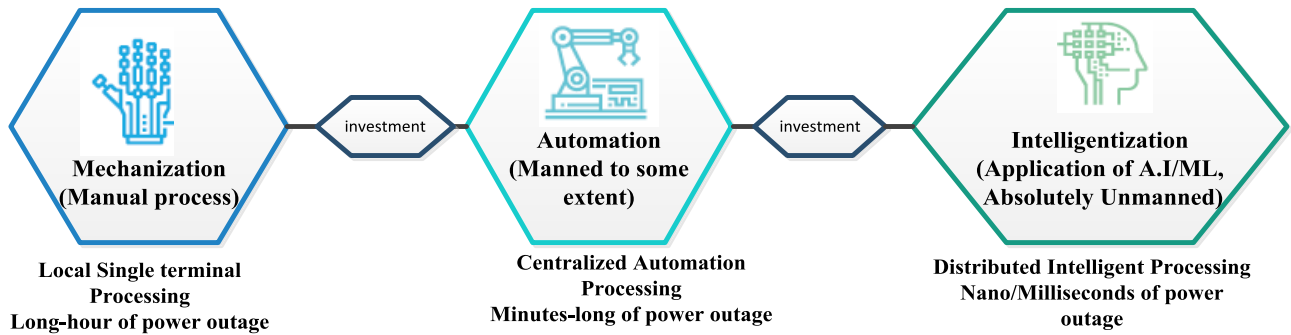 Mechanization
(Manual process)
Local Single terminal
Processing
Long-hour of power outage
investment
Automation
(Manned to some
extent)
Centralized Automation
Processing
Minutes-long of power outage
investment
Intelligentization
(Application of A.I/ML,
Absolutely Unmanned)
Distributed Intelligent Processing
Nano/Milliseconds of power
outage